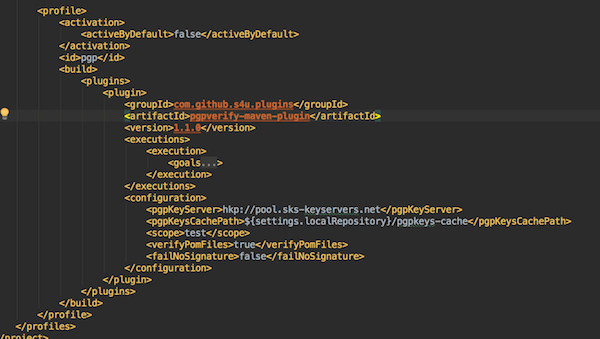 <profile>
<activation>
<activeByDefault>false</activeByDefault>
</activation>
<id>pgp</id>
<build>
<plugins>
<plugin>
<groupId>com.github.s4u.plugins</groupId>
<artifactId>pgpverify-maven-plugin</artifactId>
<version>1.1.0</version>
<executions>
<execution>
<goals...>
</execution>
</executions>
<configuration>
<pgpKeyServer>hkp://pool.sks-keyservers.net</pgpKeyServer>
<pgpKeysCachePath>${settings.localRepository}/pgpkeys-cache</pgpKeysCachePath>
<scope>test</scope>
<verifyPomFiles>true</verifyPomFiles>
<failNoSignature>false</failNoSignature>
</configuration>
</plugin>
</plugins>
</build>
</profile>
</profiles>
/project>